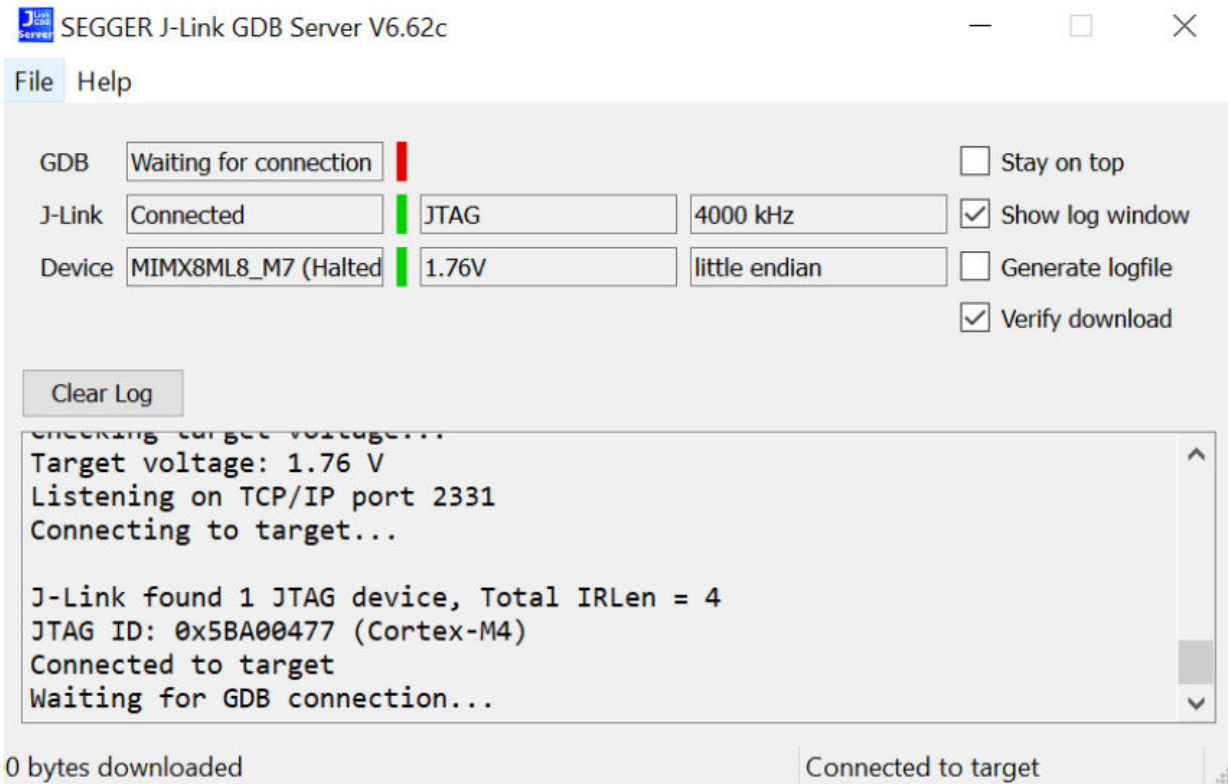 SEGGER J-Link GDB Server V6.62c
File Help
GDB Waiting for connection Stay on top
J-Link Connected JTAG 4000 kHz Show log window
Device MIMX8ML8_M7 (Halted 1.76V little endian Generate logfile
Verify download
Clear Log
Checking target voltage...
Target voltage: 1.76 V
Listening on TCP/IP port 2331
Connecting to target...
J-Link found 1 JTAG device, Total IRLen = 4
JTAG ID: 0x5BA00477 (Cortex-M4)
Connected to target
Waiting for GDB connection...
0 bytes downloaded Connected to target